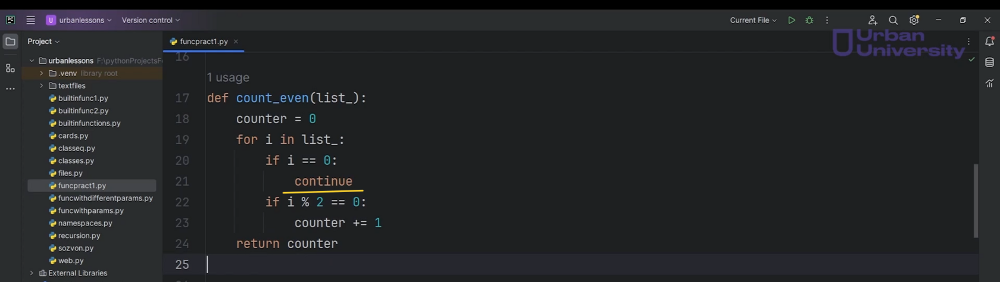 PC
U urbanlessons Version control Current File
Project
funcpract1.py
Urban
University
urbanlessons F:\pythonProjectsF
.venv library root
textfiles
builtinfunc1.py
builtinfunc2.py
builtinfunctions.py
cards.py
classeq.py
classes.py
files.py
funcpract1.py
funcwithdifferentparams.py
funcwithparams.py
namespaces.py
recursion.py
sozvon.py
web.py
External Libraries
16
1 usage
17 def count_even(list_):
18 counter = 0
19 for i in list_:
20 if i == 0:
21 continue
22 if i % 2 == 0:
23 counter += 1
24 return counter
25